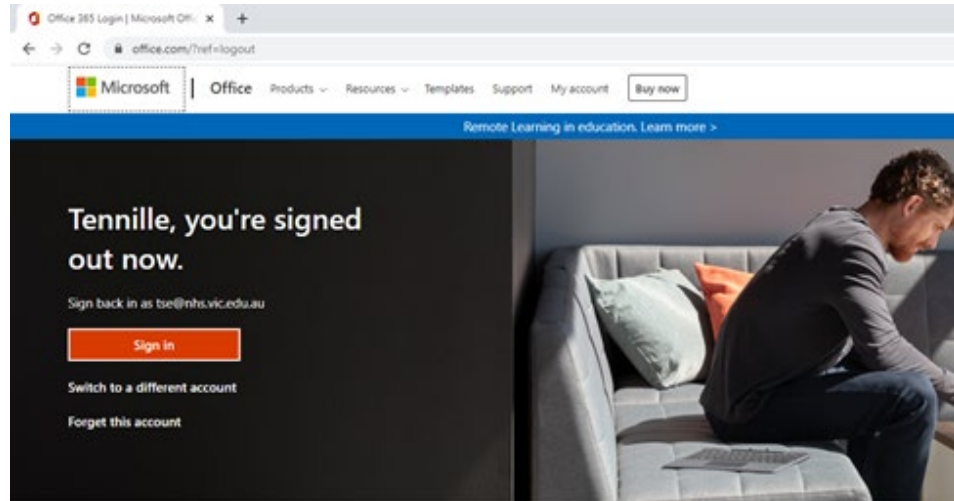 Office 365 Login | Microsoft Offi
office.com/?ref=logout
Microsoft | Office Products Resources Templates Support My account Buy now
Remote Learning in education. Learn more >
Tennille, you're signed
out now.
Sign back in as tse@nhs.vic.edu.au
Sign in
Switch to a different account
Forget this account